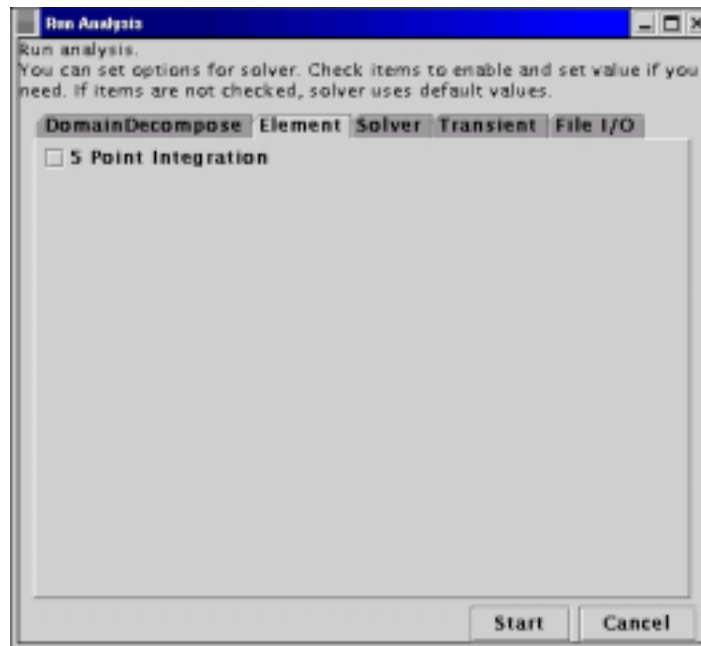 Run Analysis
Run analysis.
You can set options for solver. Check items to enable and set value if you
need. If items are not checked, solver uses default values.
DomainDecompose Element Solver Transient File I/O
5 Point Integration
Start Cancel